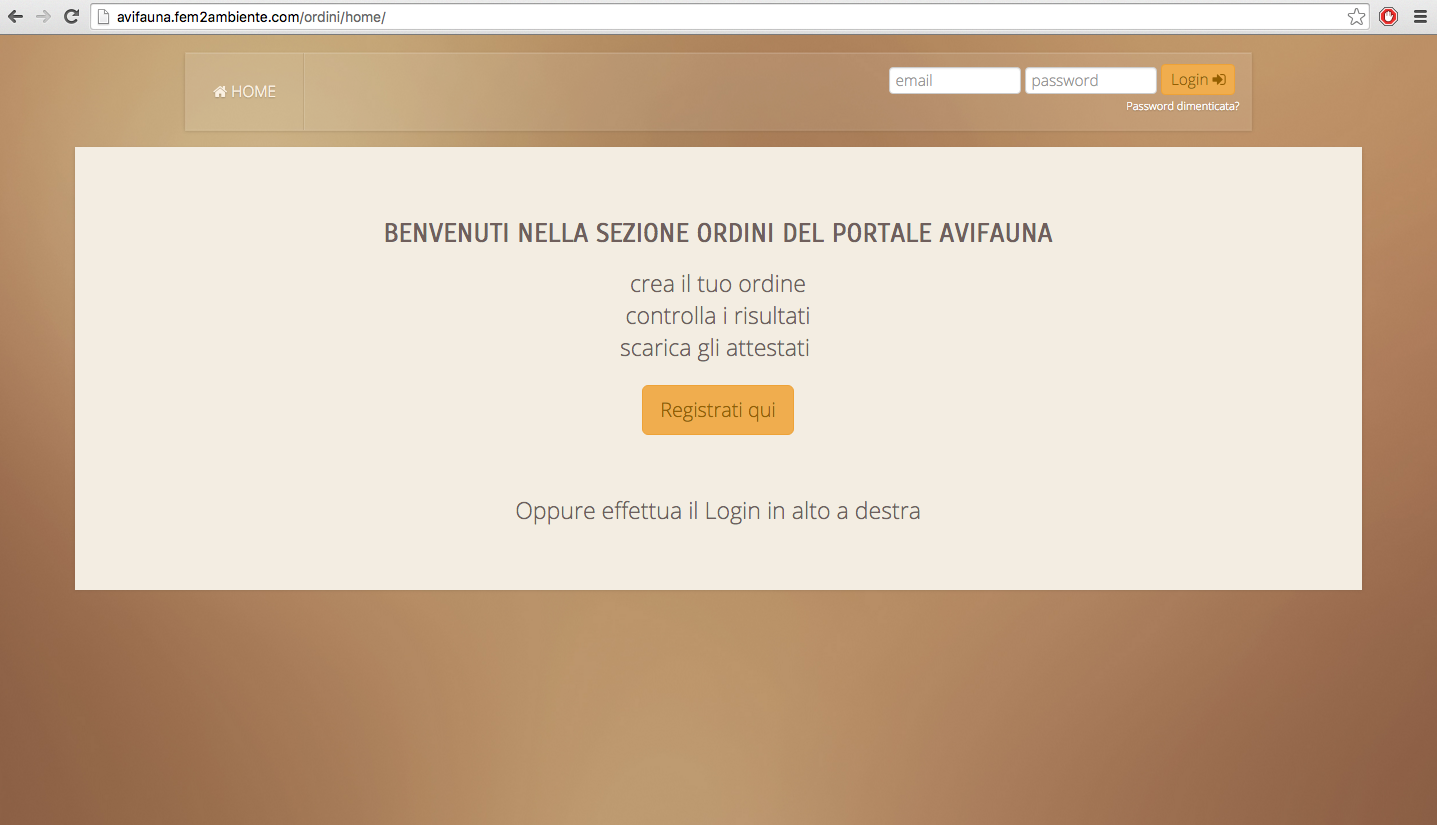 avifauna.fem2ambiente.com/ordini/home/
HOME
email
password
Login
Password dimenticata?
BENVENUTI NELLA SEZIONE ORDINI DEL PORTALE AVIFAUNA
crea il tuo ordine
controlla i risultati
scarica gli attestati
Registrati qui
Oppure effettua il Login in alto a destra